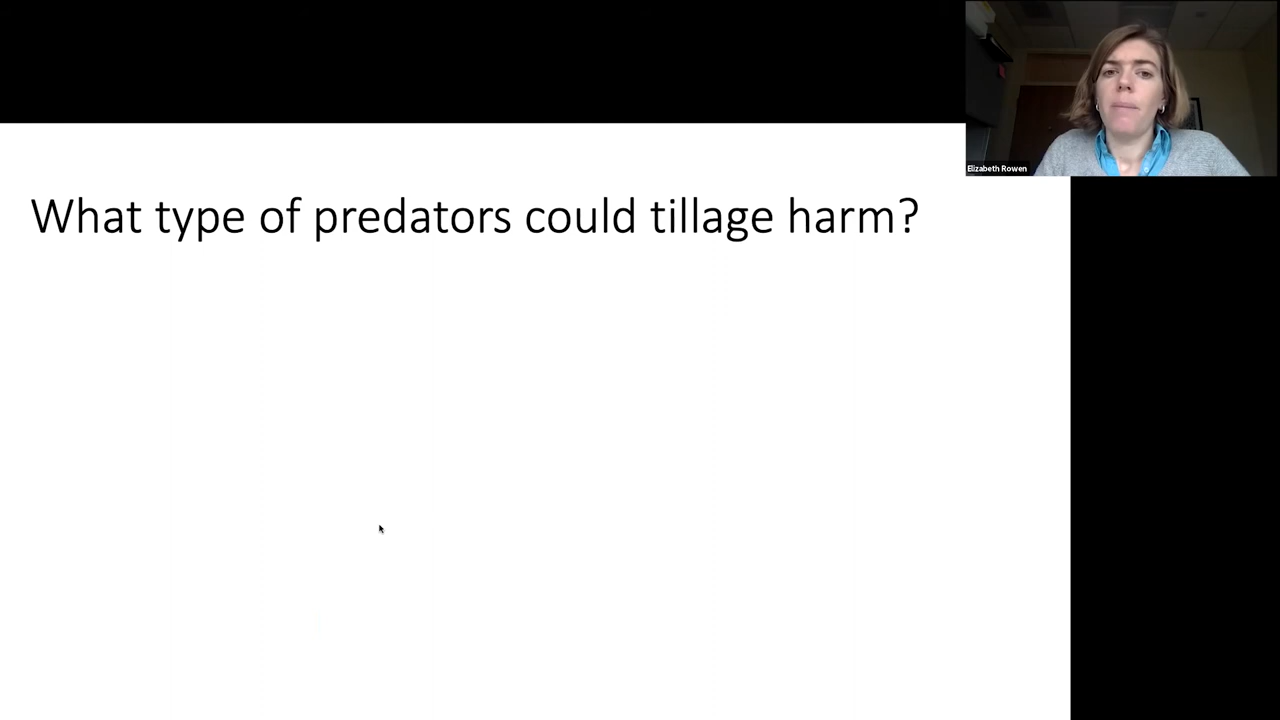 What type of predators could tillage harm?
Elizabeth Rowen